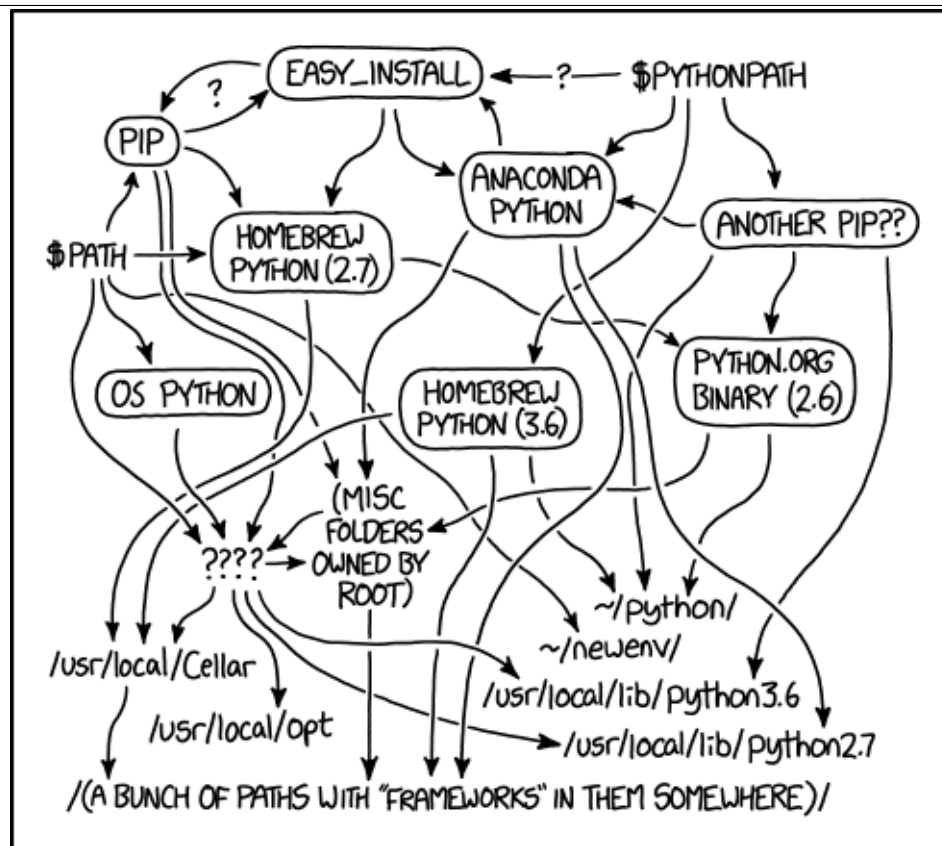 EASY_INSTALL
?
$PYTHONPATH
?
PIP
ANACONDA
PYTHON
ANOTHER PIP??
HOMEBREW
PYTHON (2.7)
$PATH
OS PYTHON
HOMEBREW
PYTHON (3.6)
PYTHON.ORG
BINARY (2.6)
(MISC
FOLDERS
OWNED BY
ROOT)
????
~/python/
~/newenv/
/usr/local/Cellar
/usr/local/lib/python3.6
/usr/local/opt
/usr/local/lib/python2.7
/(A BUNCH OF PATHS WITH "FRAMEWORKS" IN THEM SOMEWHERE)/